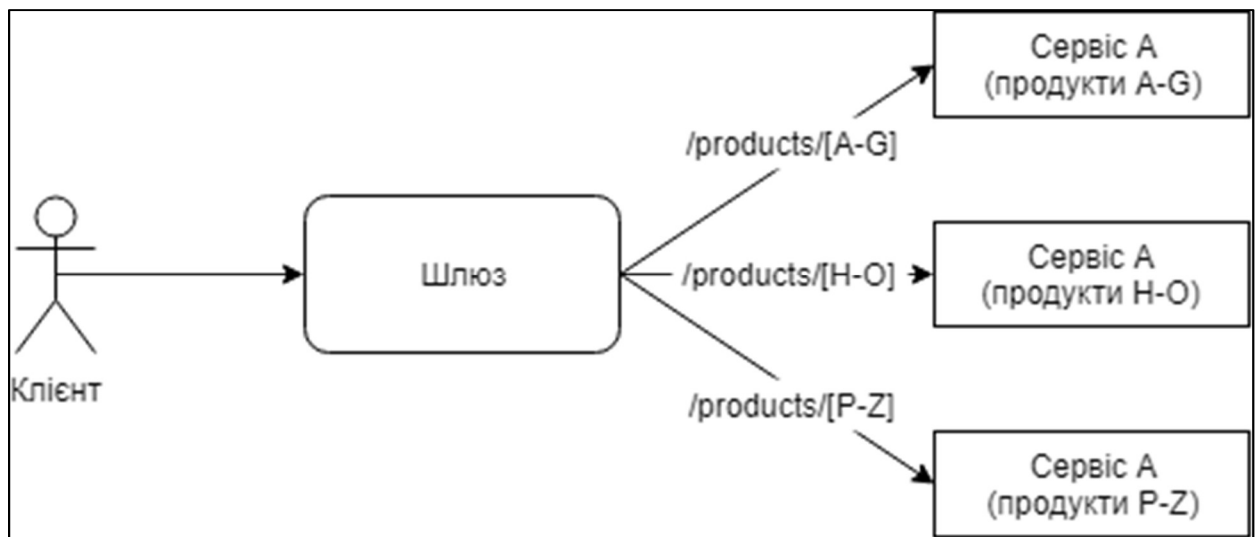 Сервіс А
(продукти A-G)
/products/[A-G]
Клієнт
Шлюз
/products/[H-O]
Сервіс А
(продукти H-O)
/products/[P-Z]
Сервіс А
(продукти P-Z)